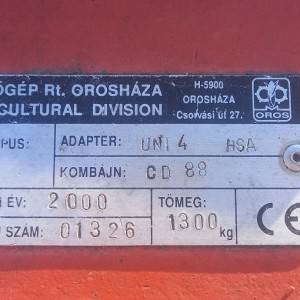 ŐGÉP Rt. OROSHÁZA
CULTURAL DIVISION
H-5900
OROSHÁZA
Csorvási út 27.
OROS
PUS: ADAPTER: UNI 4 HSA
KOMBÁJN: CD 88
ÉV: 2000 TÖMEG:
SZÁM: 01326 1300 kg
CE